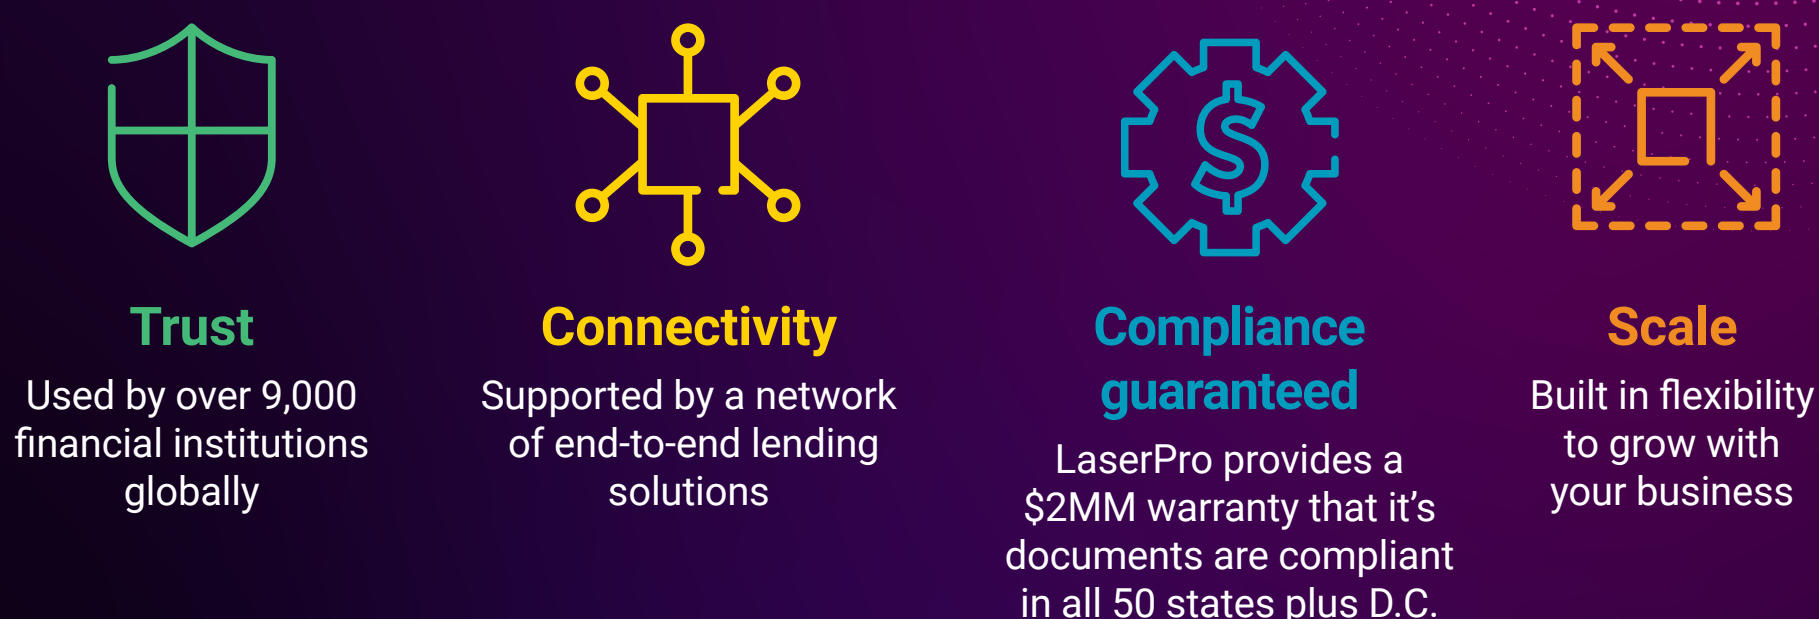 Trust
Used by over 9,000
financial institutions
globally
Connectivity
Supported by a network
of end-to-end lending
solutions
Compliance
guaranteed
LaserPro provides a
$2MM warranty that it’s
documents are compliant
in all 50 states plus D.C.
Scale
Built in flexibility
to grow with
your business